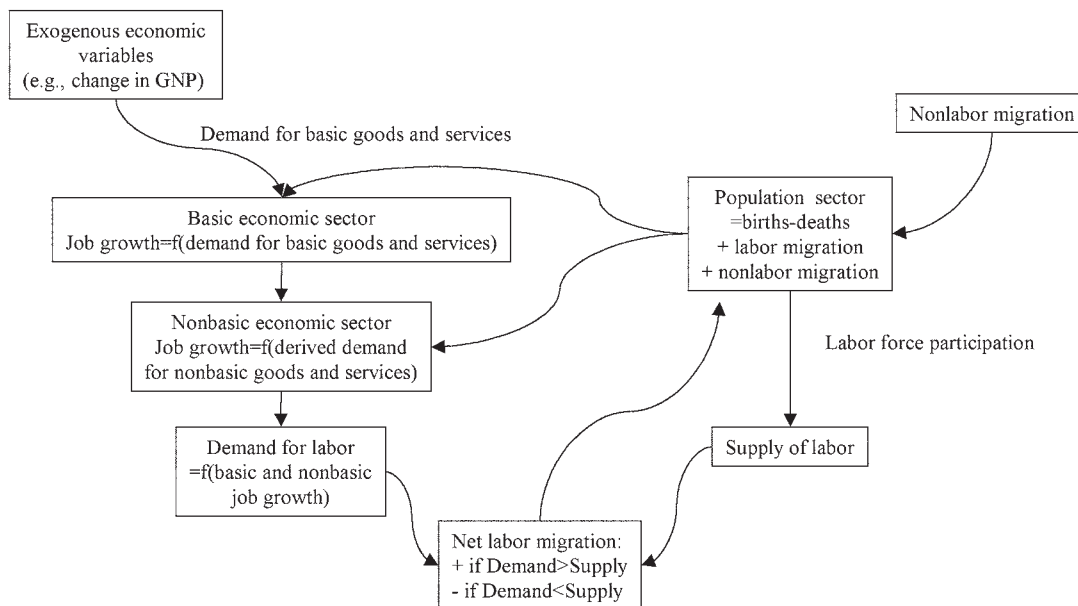 Exogenous economic
variables
(e.g., change in GNP)
Demand for basic goods and services
Nonlabor migration
Basic economic sector
Job growth=f(demand for basic goods and services)
Population sector
=births-deaths
+ labor migration
+ nonlabor migration
Nonbasic economic sector
Job growth=f(derived demand
for nonbasic goods and services)
Labor force participation
Demand for labor
=f(basic and nonbasic
job growth)
Supply of labor
Net labor migration:
+ if Demand>Supply
- if Demand<Supply